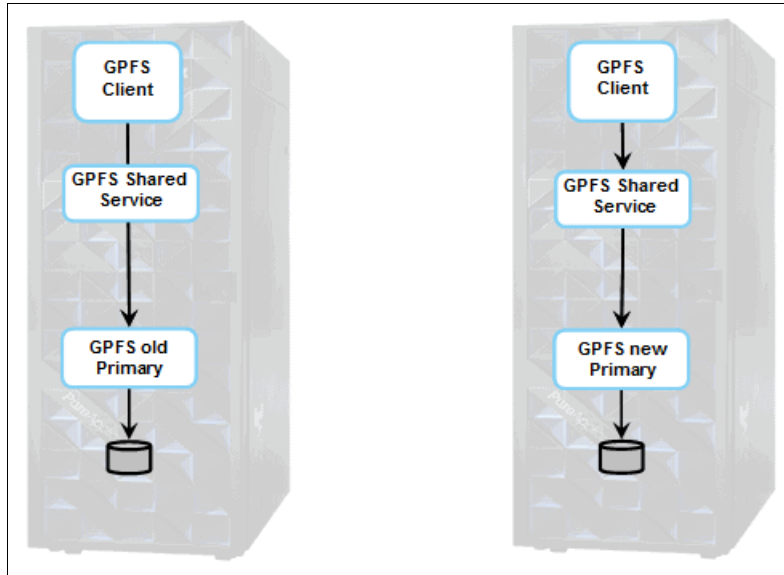 GPFS
Client
GPFS Shared
Service
GPFS old
Primary
GPFS
Client
GPFS Shared
Service
GPFS new
Primary